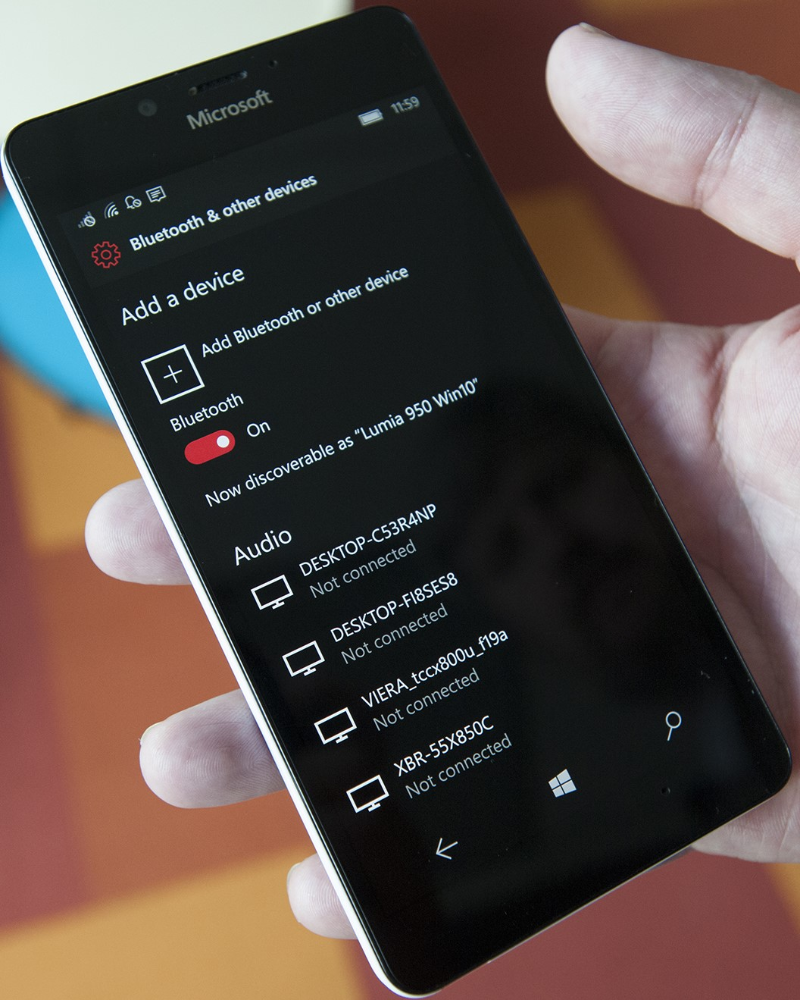 Microsoft
11:59
Bluetooth & other devices
Add a device
Add Bluetooth or other device
Bluetooth
On
Now discoverable as “Lumia 950 Win10”
Audio
DESKTOP-C53R4NP
Not connected
DESKTOP-FI8SES8
Not connected
VIERA_tccx800u_f19a
Not connected
XBR-55X850C
Not connected